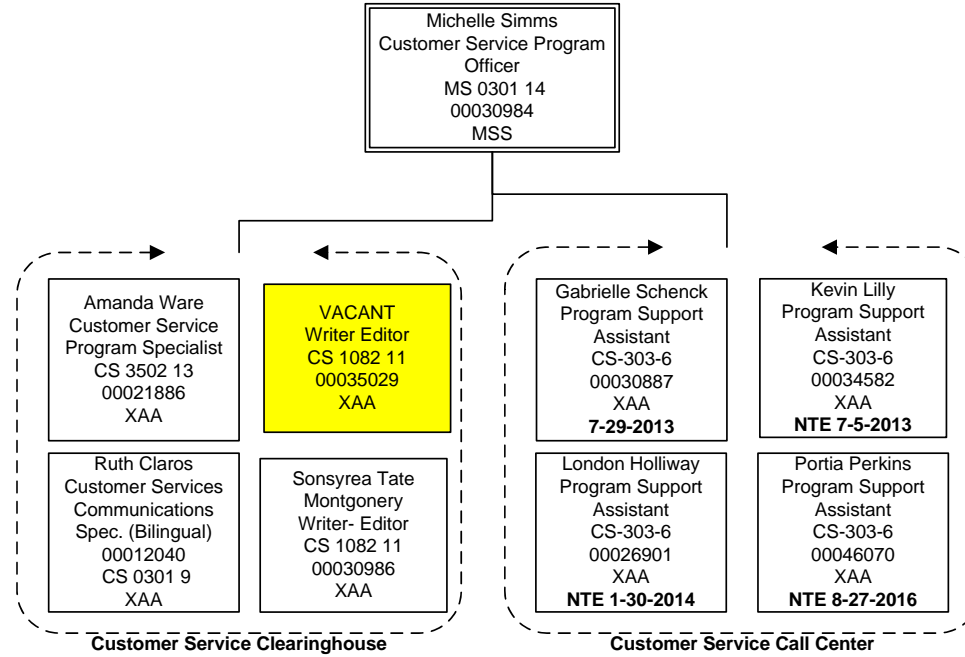 Michelle Simms
Customer Service Program
Officer
MS 0301 14
00030984
MSS
Amanda Ware
Customer Service
Program Specialist
CS 3502 13
00021886
XAA
VACANT
Writer Editor
CS 1082 11
00035029
XAA
Ruth Claros
Customer Services
Communications
Spec. (Bilingual)
00012040
CS 0301 9
XAA
Sonsyrea Tate
Montgomery
Writer- Editor
CS 1082 11
00030986
XAA
Customer Service Clearinghouse
Gabrielle Schenck
Program Support
Assistant
CS-303-6
00030887
XAA
7-29-2013
Kevin Lilly
Program Support
Assistant
CS-303-6
00034582
XAA
NTE 7-5-2013
London Holliway
Program Support
Assistant
CS-303-6
00026901
XAA
NTE 1-30-2014
Portia Perkins
Program Support
Assistant
CS-303-6
00046070
XAA
NTE 8-27-2016
Customer Service Call Center